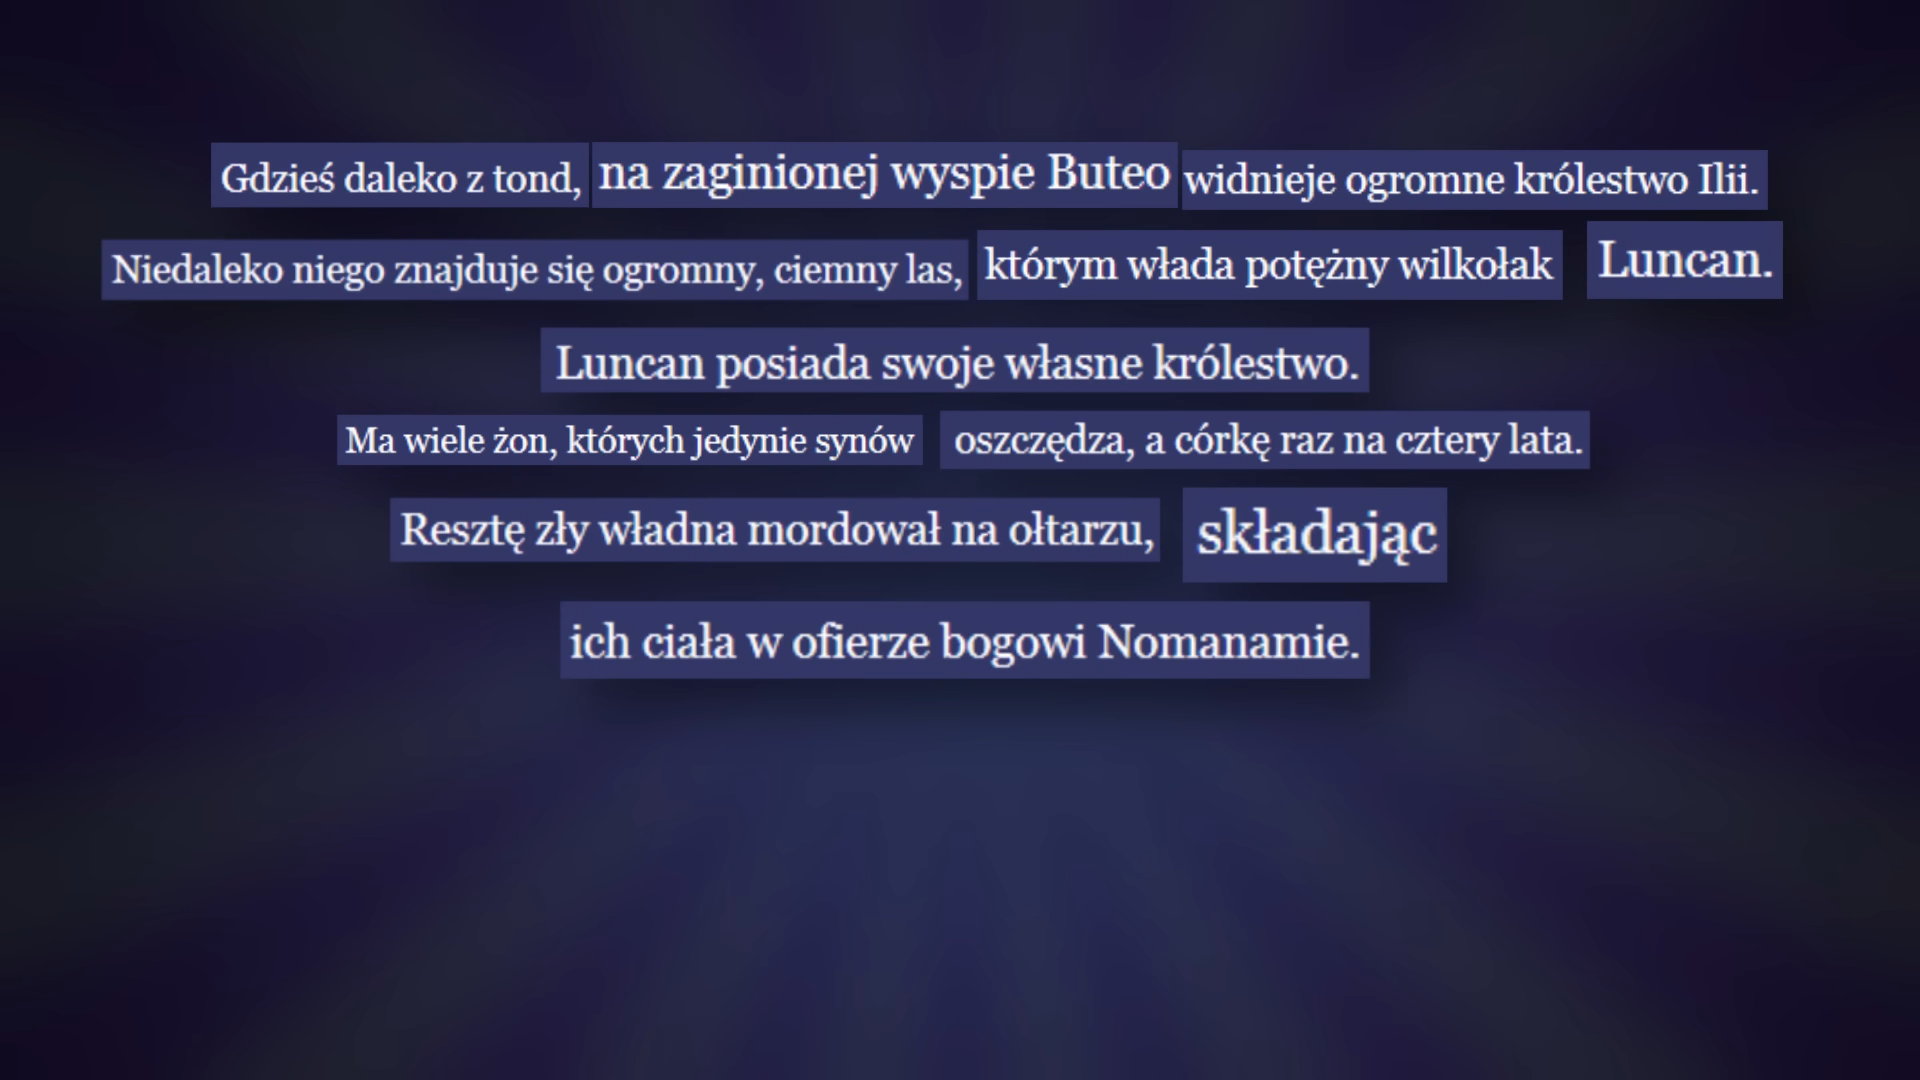 Gdzieś daleko z tond, na zaginionej wyspie Buteo widnieje ogromne królestwo Ilii.
Niedaleko niego znajduje się ogromny, ciemny las, którym włada potężny wilkołak Luncan.
Luncan posiada swoje własne królestwo.
Ma wiele żon, których jedynie synów oszczędza, a córkę raz na cztery lata.
Resztę zły władna mordował na ołtarzu, składając
ich ciała w ofierze bogowi Nomanamie.